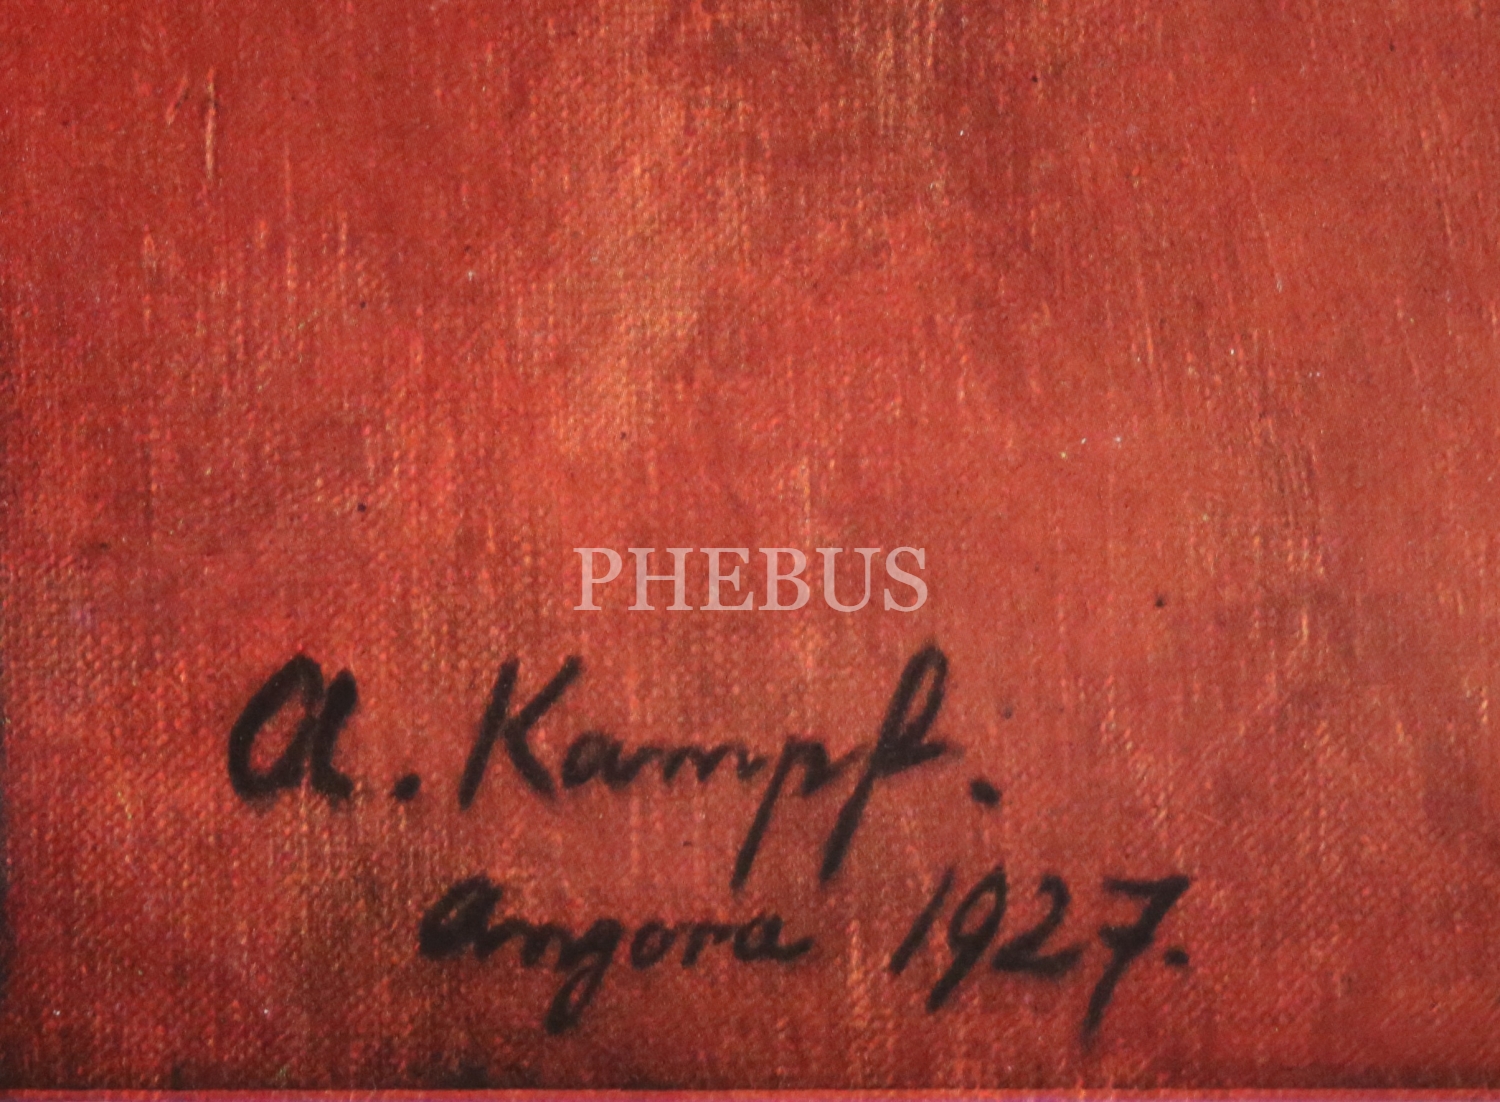 PHEBUS
A. Kampf.
Angora 1927.